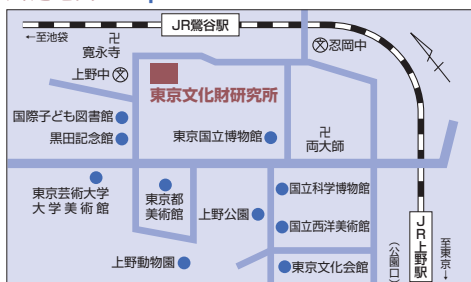 JR鶯谷駅
←至池袋
卍
寛永寺
上野中 文
文 忍岡中
東京文化財研究所
国際子ども図書館
黒田記念館
東京国立博物館
卍
両大師
東京芸術大学
大学美術館
東京都
美術館
上野公園
国立科学博物館
国立西洋美術館
上野動物園
東京文化会館
(公園口)
JR上野駅
至東京→